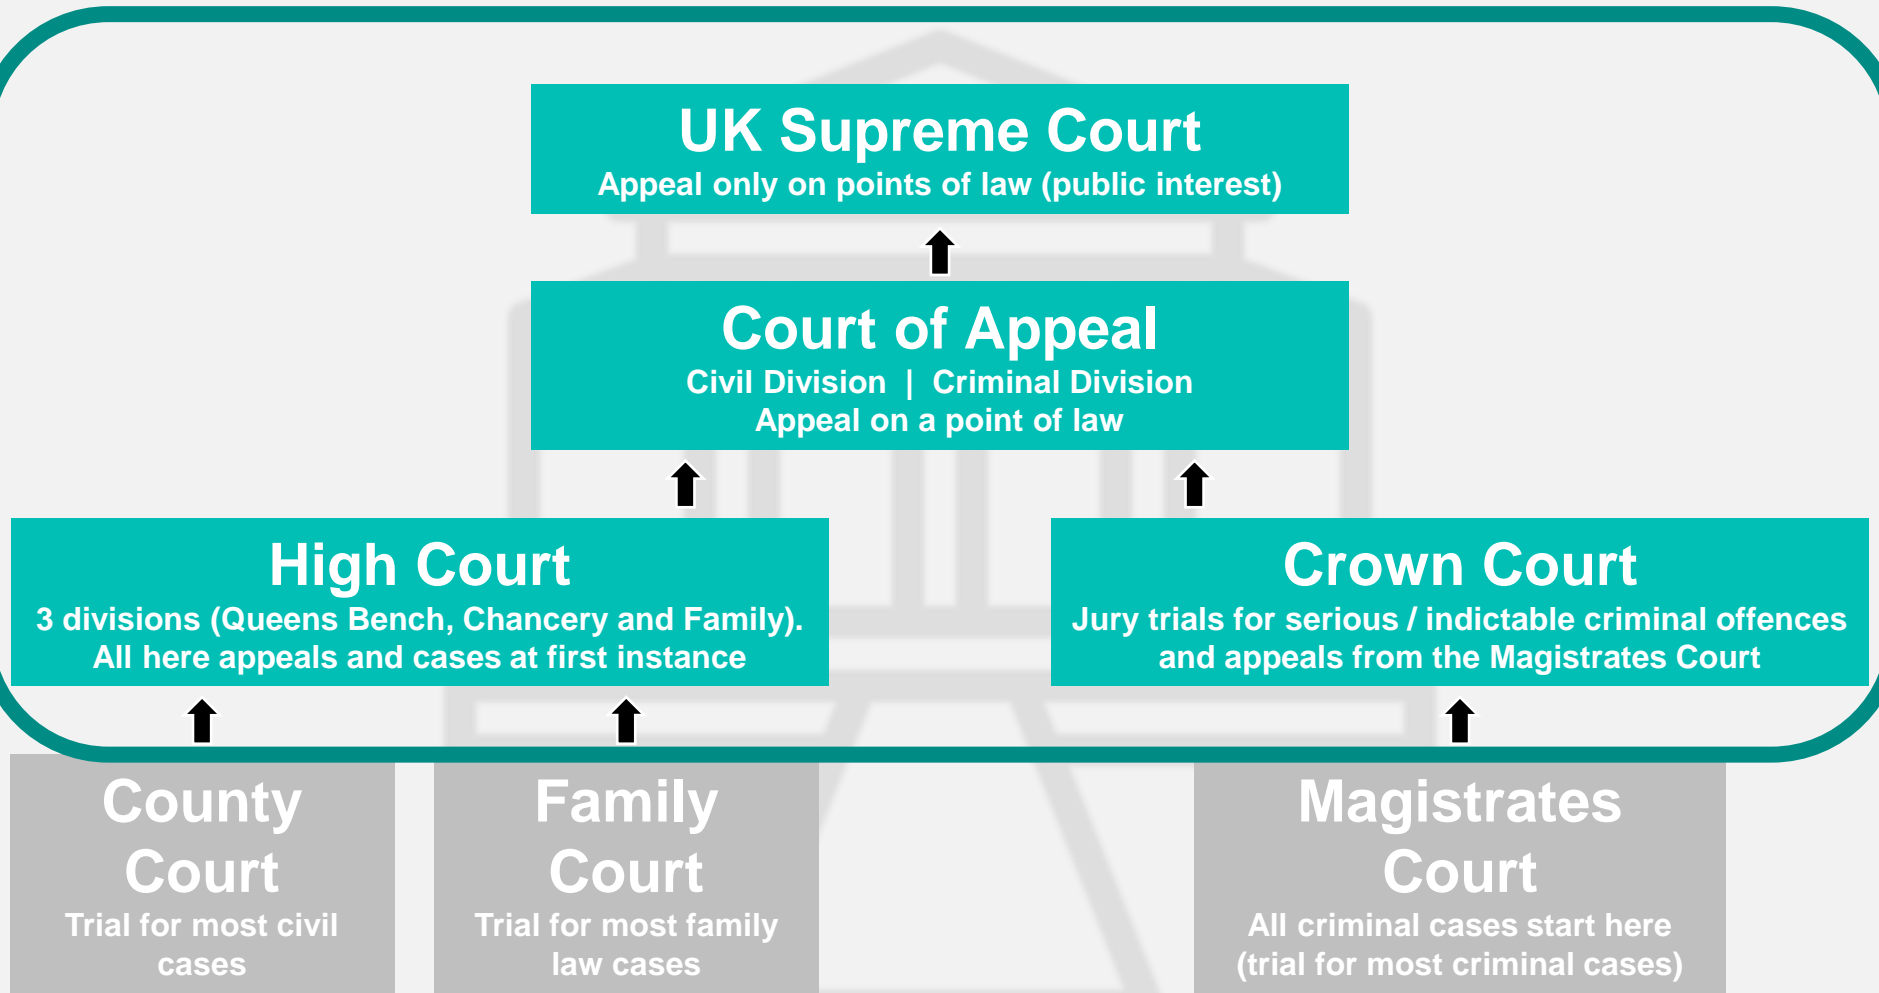 UK Supreme Court
Appeal only on points of law (public interest)
Court of Appeal
Civil Division | Criminal Division
Appeal on a point of law
High Court
3 divisions (Queens Bench, Chancery and Family).
All here appeals and cases at first instance
Crown Court
Jury trials for serious / indictable criminal offences
and appeals from the Magistrates Court
County
Court
Trial for most civil
cases
Family
Court
Trial for most family
law cases
Magistrates
Court
All criminal cases start here
(trial for most criminal cases)